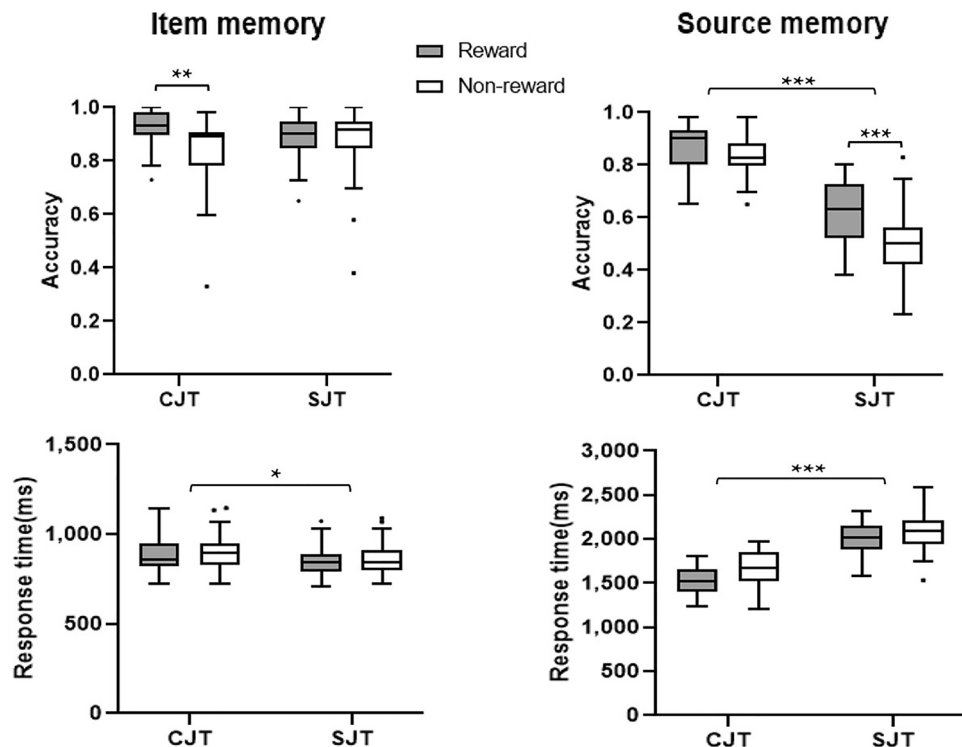 Item memory
Source memory
Reward
Non-reward
**
1.0
0.8
0.6
0.4
0.2
0.0
Accuracy
CJT
SJT
***
***
1.0
0.8
0.6
0.4
0.2
0.0
Accuracy
CJT
SJT
*
1,500
1,000
500
0
Response time(ms)
CJT
SJT
***
3,000
2,500
2,000
1,500
1,000
500
0
Response time(ms)
CJT
SJT